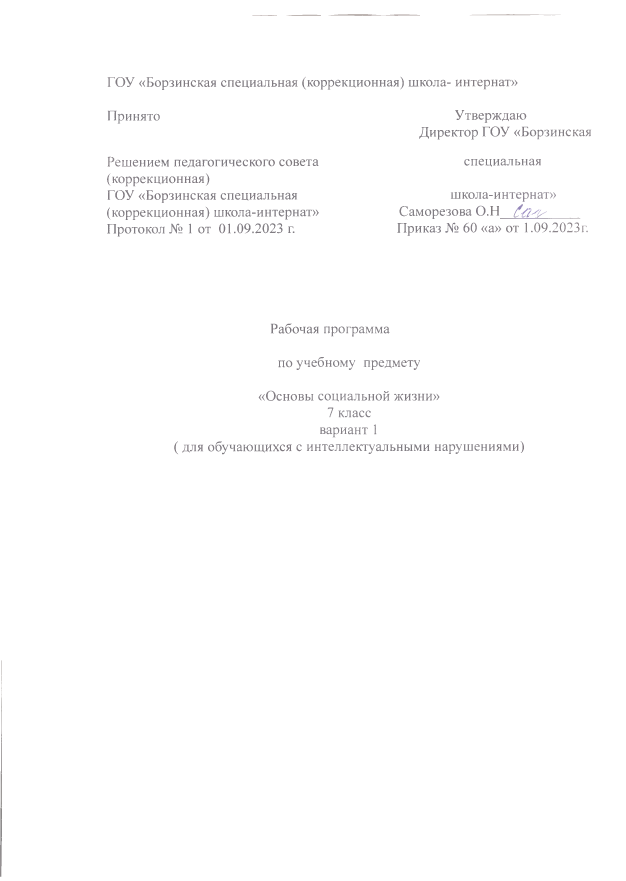 ГОУ «Борзинская специальная (коррекционная) школа- интернат»
Принято Утверждаю
Директор ГОУ «Борзинская
Решением педагогического совета специальная
(коррекционная)
ГОУ «Борзинская специальная школа-интернат»
(коррекционная) школа-интернат» Саморезова О.Н___________
Протокол № 1 от 01.09.2023 г. Приказ № 60 «а» от 1.09.2023г.
Рабочая программа
по учебному предмету
«Основы социальной жизни»
7 класс
вариант 1
( для обучающихся с интеллектуальными нарушениями)